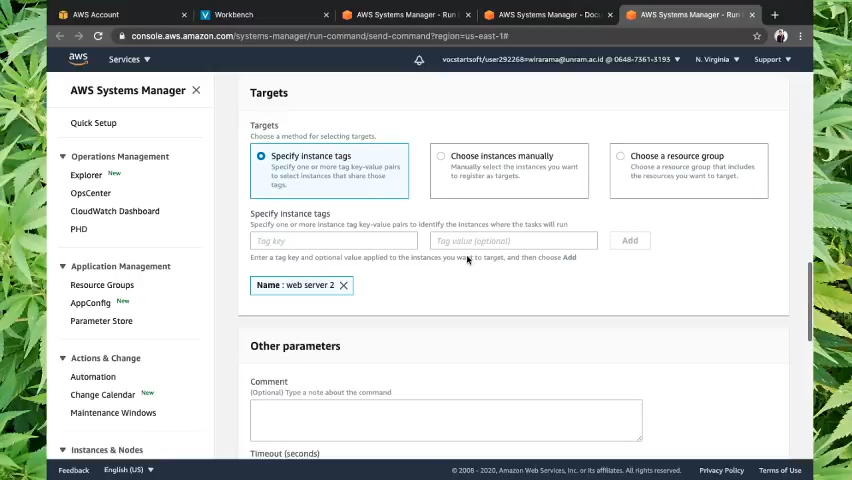 AWS Account
Workbench
AWS Systems Manager - Run
AWS Systems Manager - Docu
AWS Systems Manager - Run
console.aws.amazon.com/systems-manager/run-command/send-command?region=us-east-1#
aws
Services
vocstartsoft/user292268=wirarama@unram.ac.id @ 0648-7361-3193
N. Virginia
Support
AWS Systems Manager
Quick Setup
Operations Management
Explorer New
OpsCenter
CloudWatch Dashboard
PHD
Application Management
Resource Groups
AppConfig New
Parameter Store
Actions & Change
Automation
Change Calendar New
Maintenance Windows
Instances & Nodes
Targets
Targets
Choose a method for selecting targets.
Specify instance tags
Specify one or more tag key-value pairs
to select instances that share those
tags.
Choose instances manually
Manually select the instances you want
to register as targets.
Choose a resource group
Choose a resource group that includes
the resources you want to target.
Specify instance tags
Specify one or more instance tag key-value pairs to identify the instances where the tasks will run
Tag key
Tag value (optional)
Add
Enter a tag key and optional value applied to the instances you want to target, and then choose Add
Name : web server 2
Other parameters
Comment
(Optional) Type a note about the command
Timeout (seconds)
Feedback
English (US)
© 2008 - 2020, Amazon Web Services, Inc. or its affiliates. All rights reserved.
Privacy Policy
Terms of Use